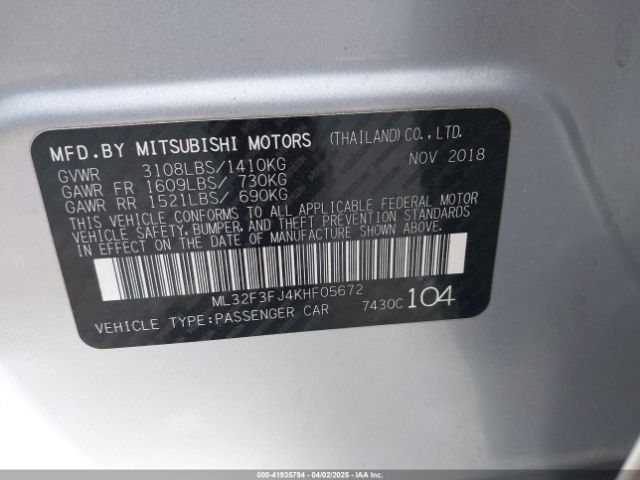 MFD.BY MITSUBISHI MOTORS (THAILAND) CO.,LTD.
GVWR 3108LBS/1410KG NOV 2018
GAWR FR 1609LBS/ 730KG
GAWR RR 1521LBS/ 690KG
THIS VEHICLE CONFORMS TO ALL APPLICABLE FEDERAL MOTOR
VEHICLE SAFETY, BUMPER, AND THEFT PREVENTION STANDARDS
IN EFFECT ON THE DATE OF MANUFACTURE SHOWN ABOVE.
ML32F3FJ4KHF05672
VEHICLE TYPE:PASSENGER CAR 7430C 104
000-41935794 - 04/02/2025 - IAA, Inc.